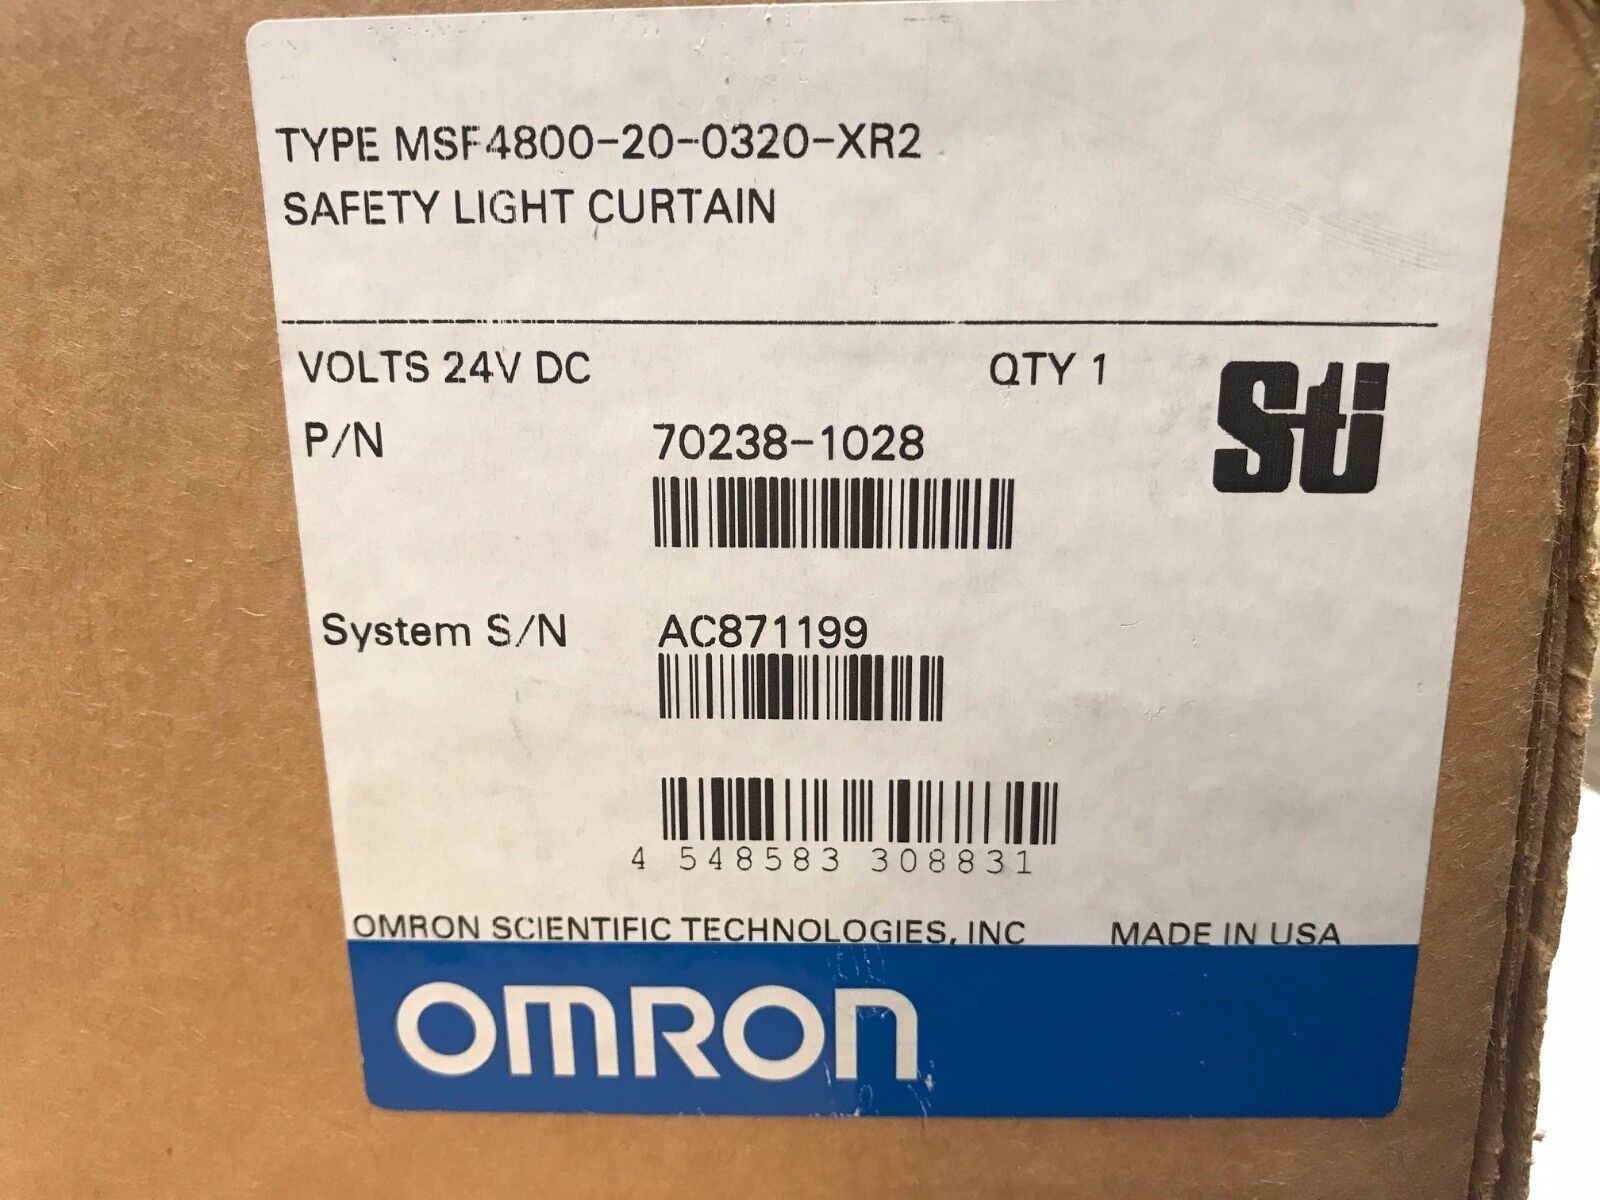 TYPE MSF4800-20-0320-XR2
SAFETY LIGHT CURTAIN
VOLTS 24V DC QTY 1
Sti
P/N 70238-1028
System S/N AC871199
4 548583 308831
OMRON SCIENTIFIC TECHNOLOGIES, INC MADE IN USA
OMRON